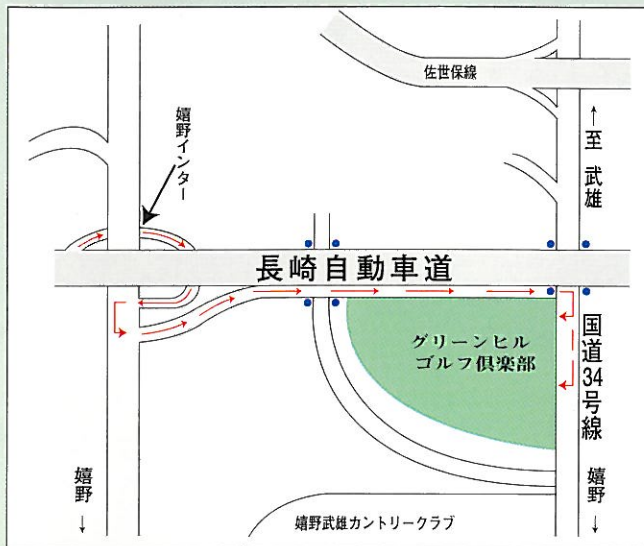 佐世保線
嬉野インター
↑至 武雄
長崎自動車道
グリーンヒル
ゴルフ倶楽部
国道34号線
嬉野↓
嬉野↓
嬉野武雄カントリークラブ